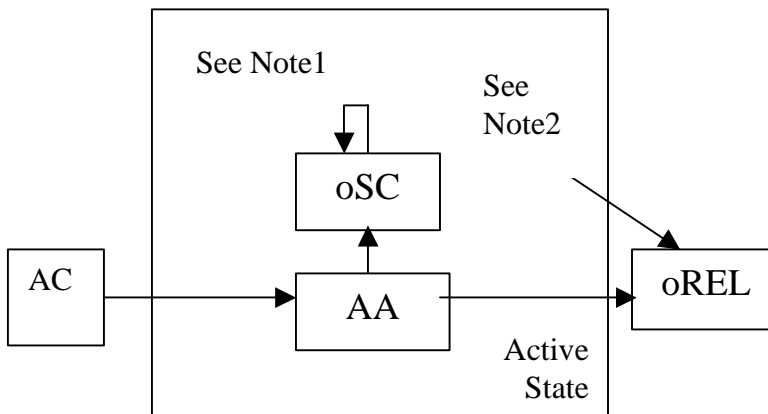 See Note1
See
Note2
oSC
AC
AA
oREL
Active
State